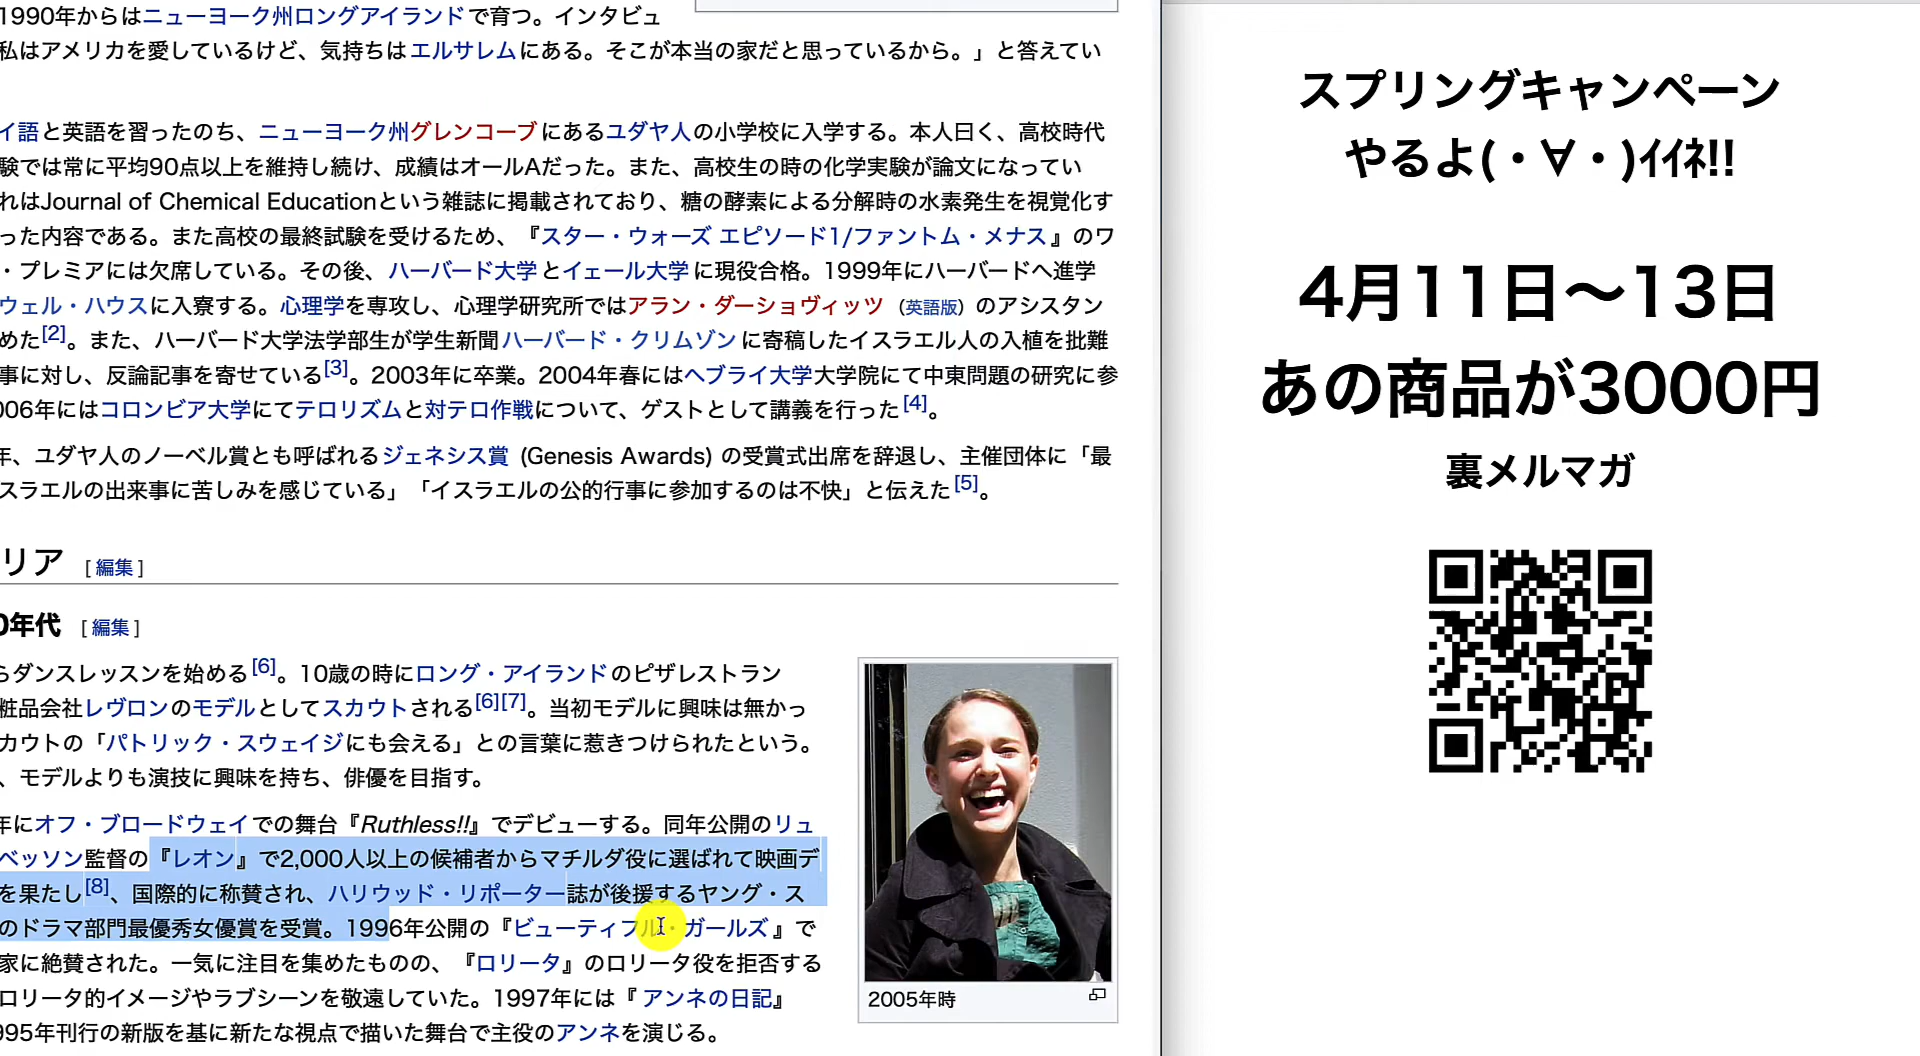 1990年からはニューヨーク州ロングアイランドで育つ。インタビュ
私はアメリカを愛しているけど、気持ちはエルサレムにある。そこが本当の家だと思っているから。」と答えてい
イ語と英語を習ったのち、ニューヨーク州グレンコーブにあるユダヤ人の小学校に入学する。本人曰く、高校時代
験では常に平均90点以上を維持し続け、成績はオールAだった。また、高校生の時の化学実験が論文になってい
れはJournal of Chemical Educationという雑誌に掲載されており、糖の酵素による分解時の水素発生を視覚化す
った内容である。また高校の最終試験を受けるため、『スター・ウォーズ エピソード1/ファントム・メナス』のワ
・プレミアには欠席している。その後、ハーバード大学とイェール大学に現役合格。1999年にハーバードへ進学
ウェル・ハウスに入寮する。心理学を専攻し、心理学研究所ではアラン・ダーショヴィッツ（英語版）のアシスタン
めた[2]。また、ハーバード大学法学部生が学生新聞ハーバード・クリムゾンに寄稿したイスラエル人の入植を批難
事に対し、反論記事を寄せている[3]。2003年に卒業。2004年春にはヘブライ大学大学院にて中東問題の研究に参
006年にはコロンビア大学にてテロリズムと対テロ作戦について、ゲストとして講義を行った[4]。
年、ユダヤ人のノーベル賞とも呼ばれるジェネシス賞 (Genesis Awards) の受賞式出席を辞退し、主催団体に「最
スラエルの出来事に苦しみを感じている」「イスラエルの公的行事に参加するのは不快」と伝えた[5]。
リア [編集]
0年代 [編集]
らダンスレッスンを始める[6]。10歳の時にロング・アイランドのピザレストラン
粧品会社レヴロンのモデルとしてスカウトされる[6][7]。当初モデルに興味は無かっ
カウトの「パトリック・スウェイジにも会える」との言葉に惹きつけられたという。
、モデルよりも演技に興味を持ち、俳優を目指す。
年にオフ・ブロードウェイでの舞台『Ruthless!!』でデビューする。同年公開のリュ
ベッソン監督の『レオン』で2,000人以上の候補者からマチルダ役に選ばれて映画デ
を果たし[8]、国際的に称賛され、ハリウッド・リポーター誌が後援するヤング・ス
のドラマ部門最優秀女優賞を受賞。1996年公開の『ビューティフル・ガールズ』で
家に絶賛された。一気に注目を集めたものの、『ロリータ』のロリータ役を拒否する
ロリータ的イメージやラブシーンを敬遠していた。1997年には『アンネの日記』
995年刊行の新版を基に新たな視点で描いた舞台で主役のアンネを演じる。
2005年時
スプリングキャンペーン
やるよ(・∀・)ｲｲﾈ!!
4月11日〜13日
あの商品が3000円
裏メルマガ